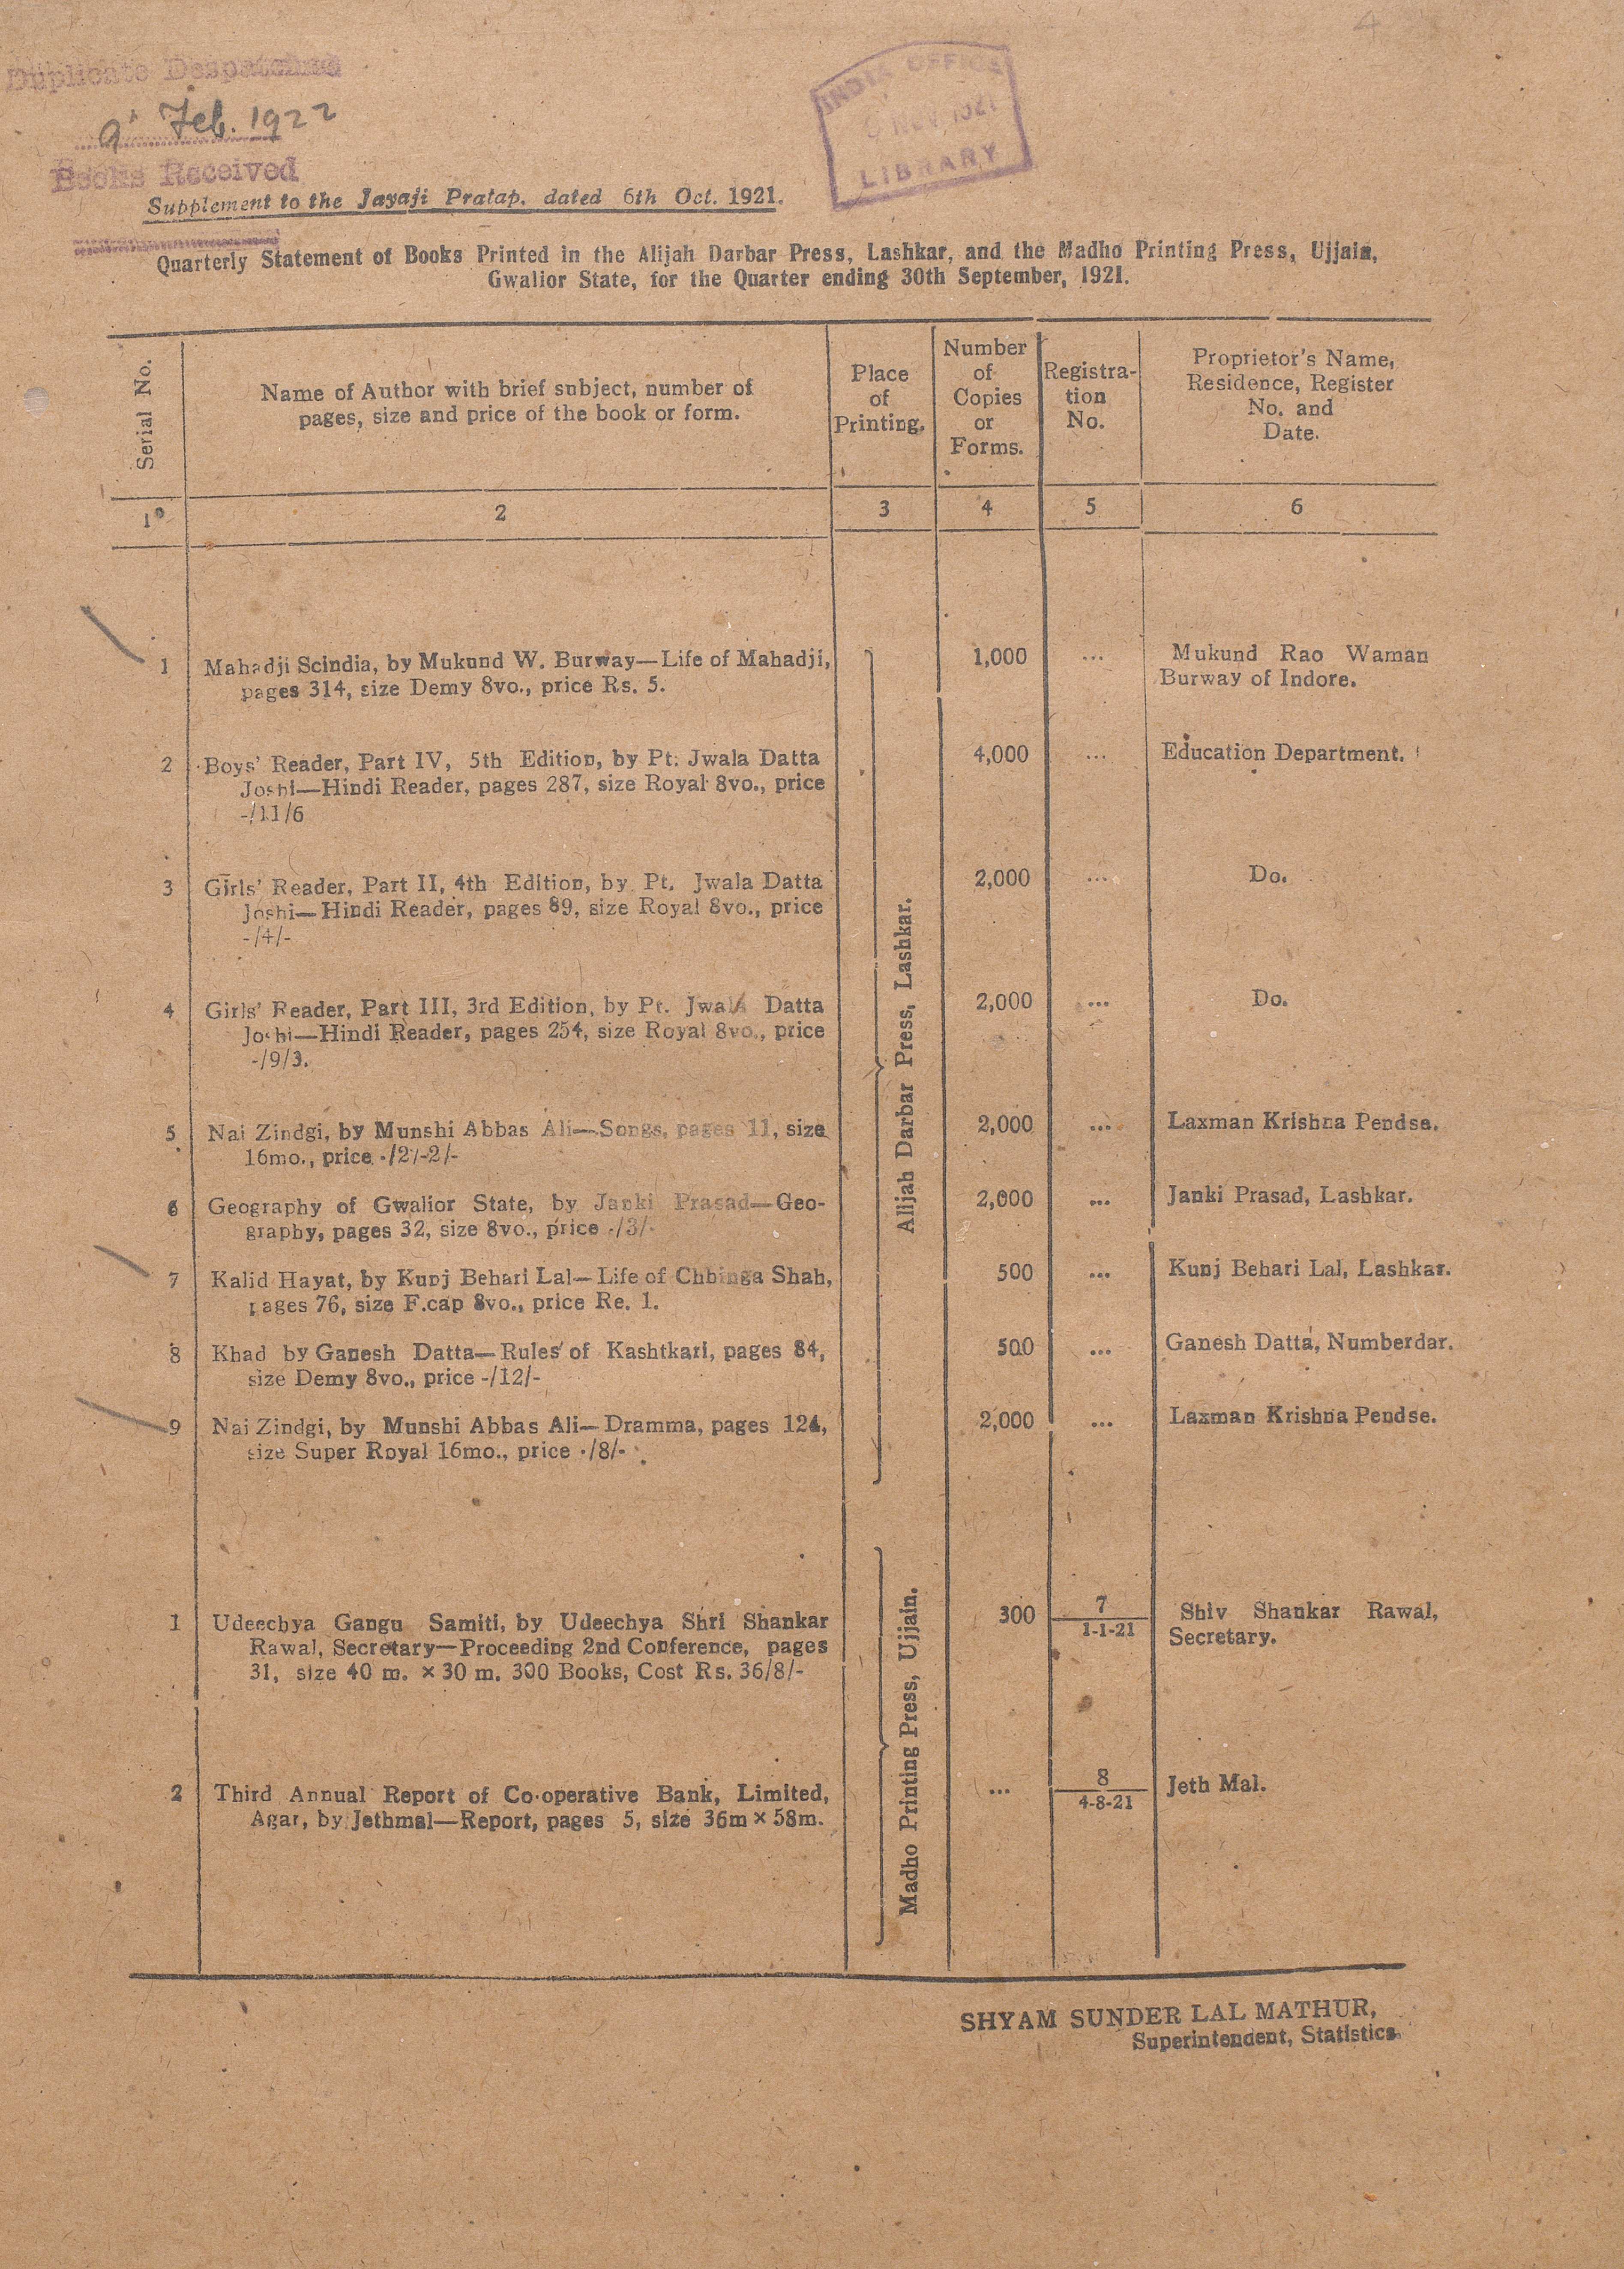 4
Duplicate Despatched
9 Feb. 1922
Books Received
INDIA OFFICE
NOV 1921
LIBRARY
Supplement to the Jayaji Pratap. dated 6th Oct. 1921.
Quarterly Statement of Books Printed in the Alijah Darbar Press, Lashkar, and the Madho Printing Press, Ujjain,
Gwalior State, for the Quarter ending 30th September, 1921.
Serial No.
Name of Author with brief subject, number of
pages, size and price of the book or form.
Place
of
Printing.
Number
of
Copies
or
Forms.
Registra-
tion
No.
Proprietor's Name,
Residence, Register
No. and
Date.
1 2 3 4 5 6
1 Mahadji Scindia, by Mukund W. Burway—Life of Mahadji, 1,000 ... Mukund Rao Waman
pages 314, size Demy 8vo., price Rs. 5. Burway of Indore.
2 Boys' Reader, Part IV, 5th Edition, by Pt. Jwala Datta 4,000 ... Education Department.
Joshi—Hindi Reader, pages 287, size Royal 8vo., price
-/11/6
3 Girls' Reader, Part II, 4th Edition, by Pt. Jwala Datta 2,000 ... Do.
Joshi—Hindi Reader, pages 89, size Royal 8vo., price
-/4/-
4 Girls' Reader, Part III, 3rd Edition, by Pt. Jwala Datta 2,000 ... Do.
Joshi—Hindi Reader, pages 254, size Royal 8vo., price
-/9/3.
5 Nai Zindgi, by Munshi Abbas Ali—Songs, pages 11, size 2,000 ... Laxman Krishna Pendse.
16mo., price -/2/-2/-
6 Geography of Gwalior State, by Janki Prasad—Geo- 2,000 ... Janki Prasad, Lashkar.
graphy, pages 32, size 8vo., price -/3/-
7 Kalid Hayat, by Kunj Behari Lal—Life of Chhinga Shah, 500 ... Kunj Behari Lal, Lashkar.
pages 76, size F.cap 8vo., price Re. 1.
8 Khad by Ganesh Datta—Rules of Kashtkari, pages 84, 500 ... Ganesh Datta, Numberdar.
size Demy 8vo., price -/12/-
9 Nai Zindgi, by Munshi Abbas Ali—Dramma, pages 124, 2,000 ... Laxman Krishna Pendse.
size Super Royal 16mo., price -/8/-
Alijah Darbar Press, Lashkar.
1 Udeechya Gangu Samiti, by Udeechya Shri Shankar 300 7 Shiv Shankar Rawal,
Rawal, Secretary—Proceeding 2nd Conference, pages 1-1-21 Secretary.
31, size 40 m. × 30 m. 300 Books, Cost Rs. 36/8/-
2 Third Annual Report of Co-operative Bank, Limited, ... 8 Jeth Mal.
Agar, by Jethmal—Report, pages 5, size 36m × 58m. 4-8-21
Madho Printing Press, Ujjain.
SHYAM SUNDER LAL MATHUR,
Superintendent, Statistics.